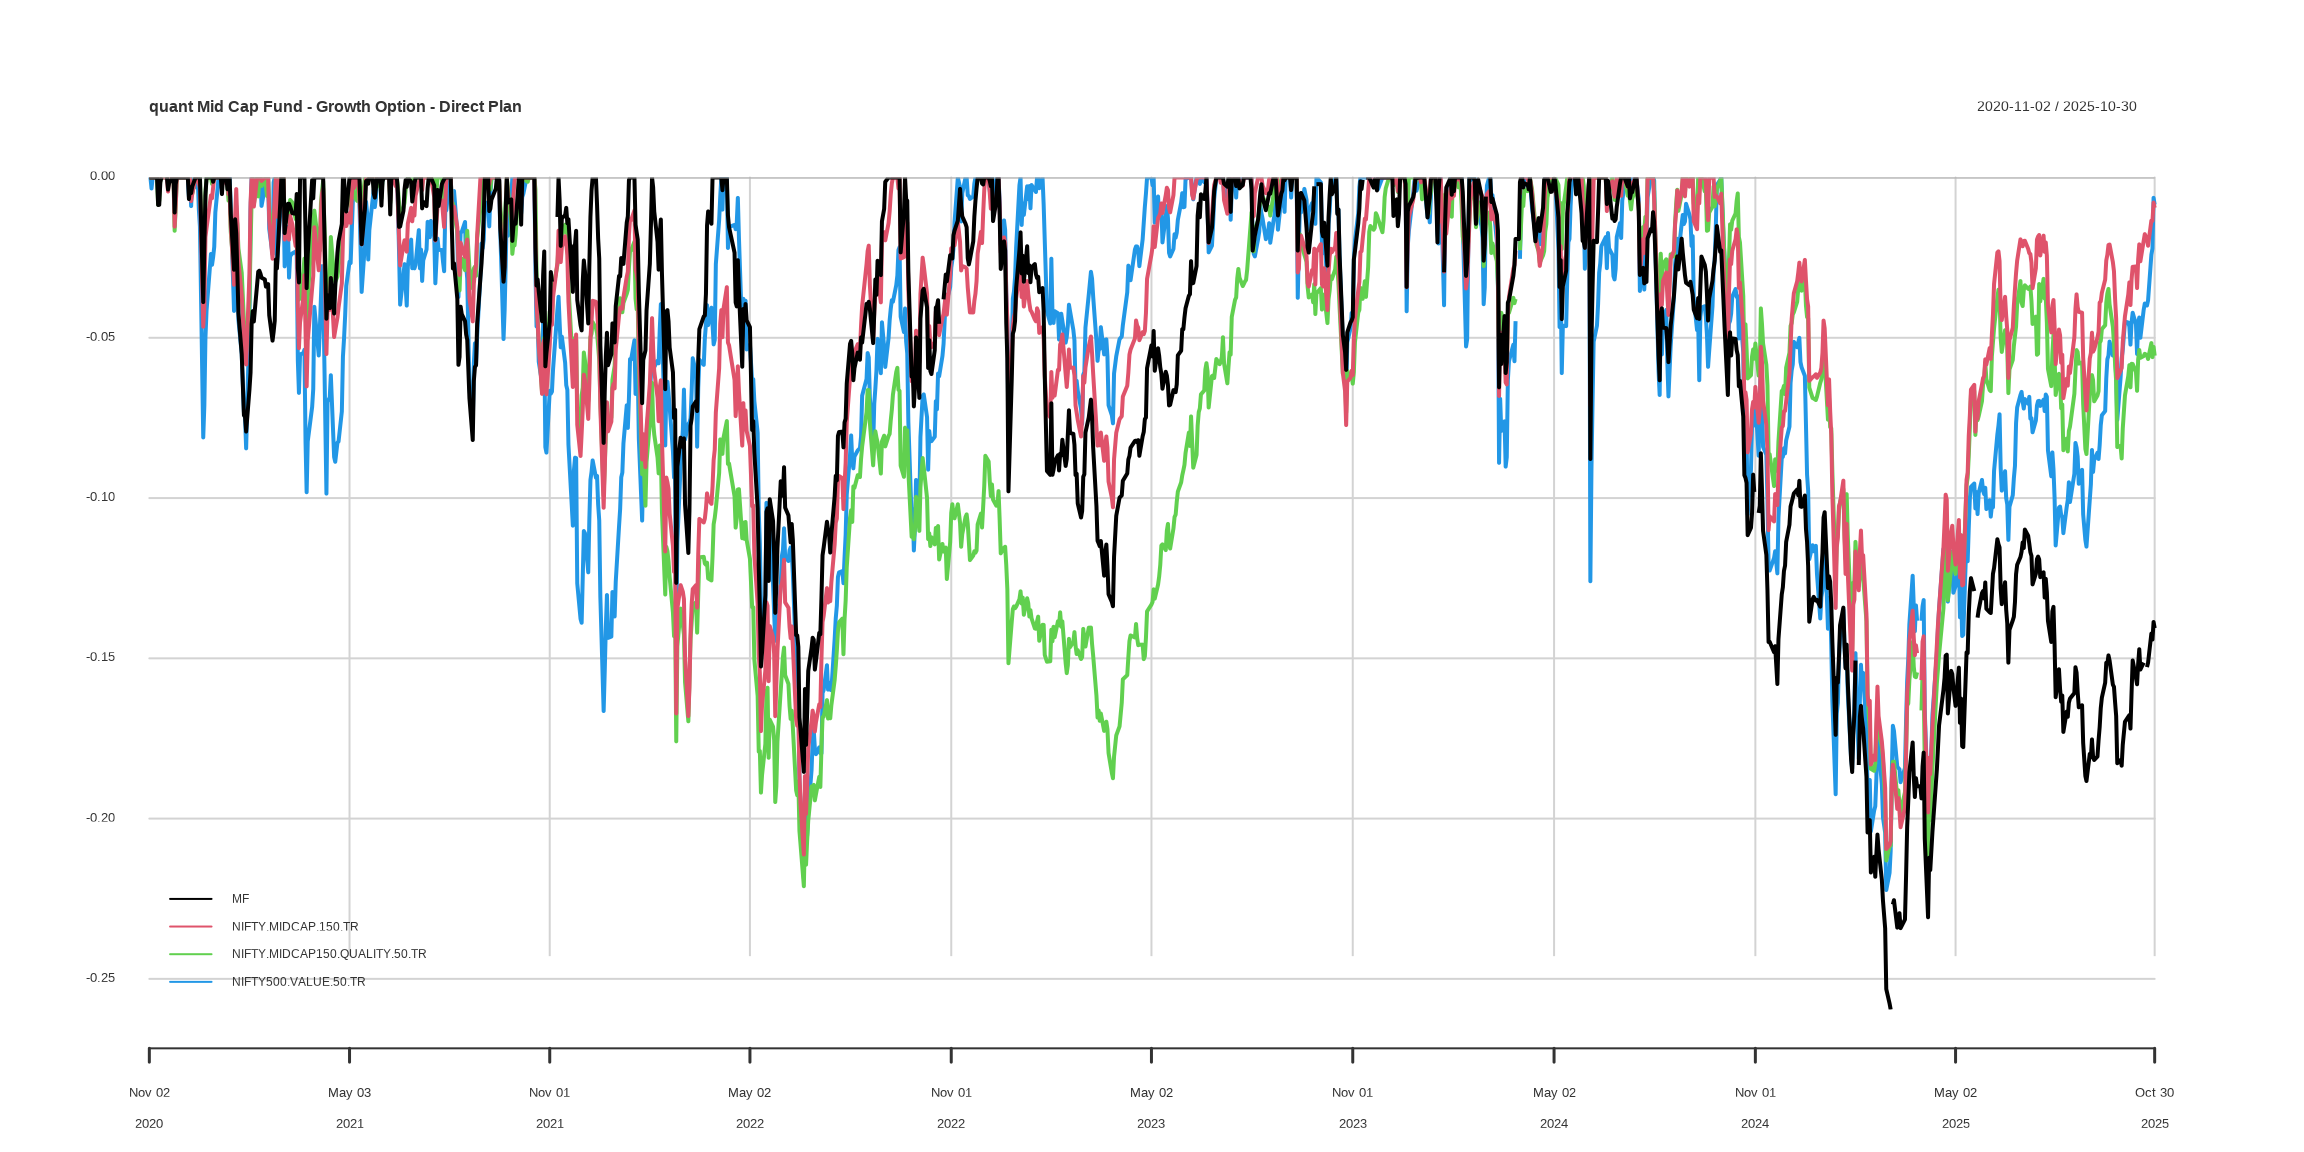 quant Mid Cap Fund - Growth Option - Direct Plan
2020-11-02 / 2025-10-30
0.00
-0.05
-0.10
-0.15
-0.20
-0.25
MF
NIFTY.MIDCAP.150.TR
NIFTY.MIDCAP150.QUALITY.50.TR
NIFTY500.VALUE.50.TR
Nov 02 May 03 Nov 01 May 02 Nov 01 May 02 Nov 01 May 02 Nov 01 May 02 Oct 30
2020 2021 2021 2022 2022 2023 2023 2024 2024 2025 2025